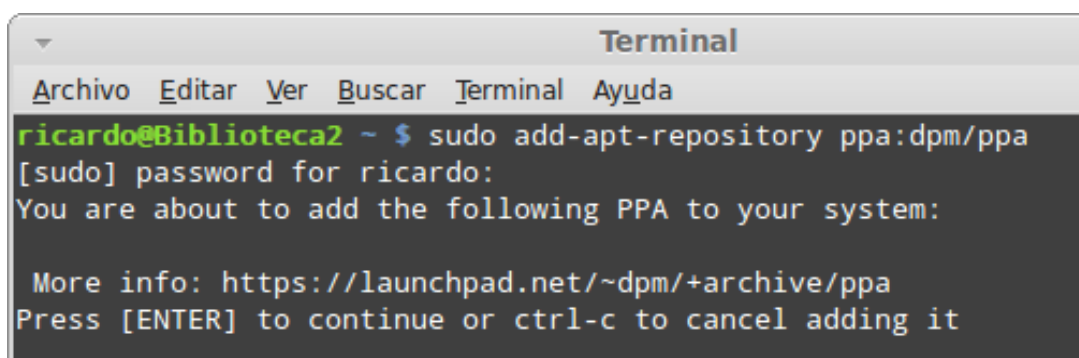 Terminal
Archivo Editar Ver Buscar Terminal Ayuda
ricardo@Biblioteca2 ~ $ sudo add-apt-repository ppa:dpm/ppa
[sudo] password for ricardo:
You are about to add the following PPA to your system:
More info: https://launchpad.net/~dpm/+archive/ppa
Press [ENTER] to continue or ctrl-c to cancel adding it